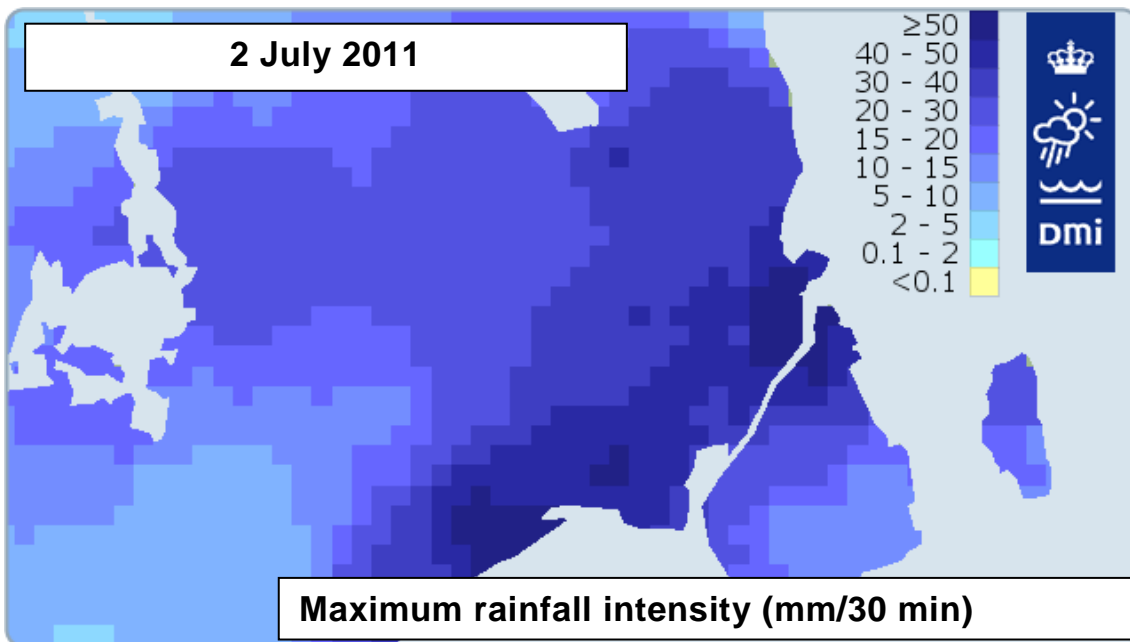 2 July 2011
≥50
40 - 50
30 - 40
20 - 30
15 - 20
10 - 15
5 - 10
2 - 5
0.1 - 2
<0.1
DMi
Maximum rainfall intensity (mm/30 min)